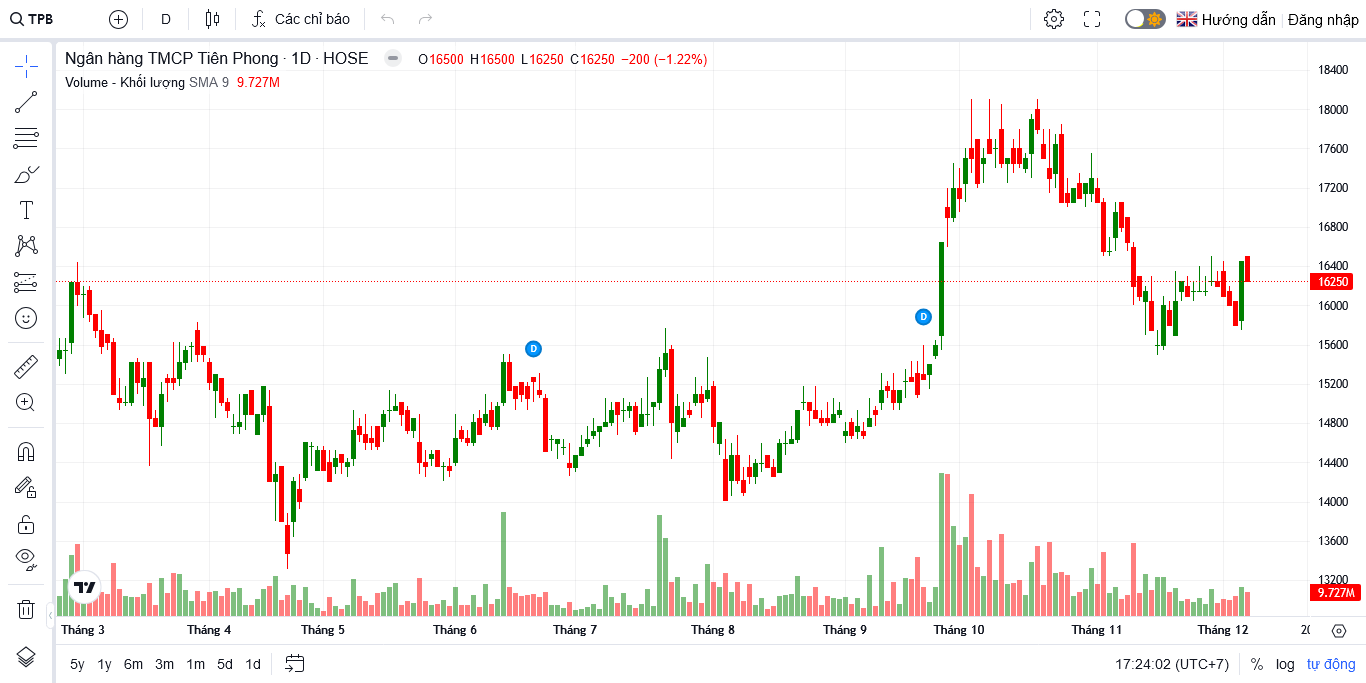 TPB D Các chỉ báo Hướng dẫn Đăng nhập
Ngân hàng TMCP Tiên Phong · 1D · HOSE O16500 H16500 L16250 C16250 −200 (−1.22%)
Volume - Khối lượng SMA 9 9.727M
18400
18000
17600
17200
16800
16400
16250
16000
15600
15200
14800
14400
14000
13600
13200
9.727M
D
D
Tháng 3 Tháng 4 Tháng 5 Tháng 6 Tháng 7 Tháng 8 Tháng 9 Tháng 10 Tháng 11 Tháng 12
5y 1y 6m 3m 1m 5d 1d 17:24:02 (UTC+7) % log tự động